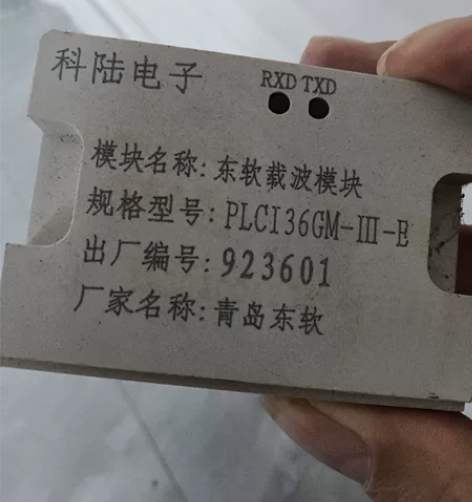 科陆电子
RXD TXD
模块名称:东软载波模块
规格型号:PLCI36GM-Ⅲ-E
出厂编号:923601
厂家名称:青岛东软